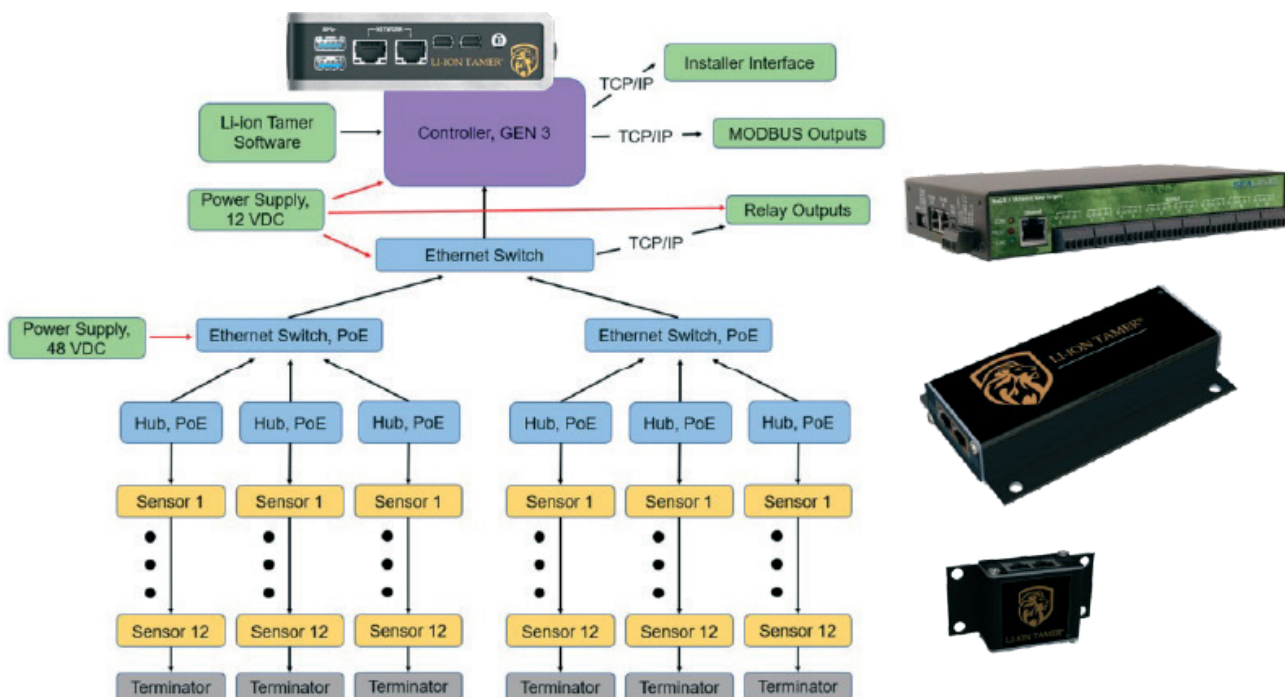 NETWORK
LI-ION TAMER®
Installer Interface
TCP/IP
Li-Ion Tamer
Software
Controller, GEN 3
TCP/IP
MODBUS Outputs
Power Supply,
12 VDC
Relay Outputs
TCP/IP
Ethernet Switch
Power Supply,
48 VDC
Ethernet Switch, PoE
Ethernet Switch, PoE
Hub, PoE
Hub, PoE
Hub, PoE
Hub, PoE
Hub, PoE
Hub, PoE
Sensor 1
Sensor 1
Sensor 1
Sensor 1
Sensor 1
Sensor 1
Sensor 12
Sensor 12
Sensor 12
Sensor 12
Sensor 12
Sensor 12
Terminator
Terminator
Terminator
Terminator
Terminator
Terminator
LI-ION TAMER®
LI-ION TAMER®